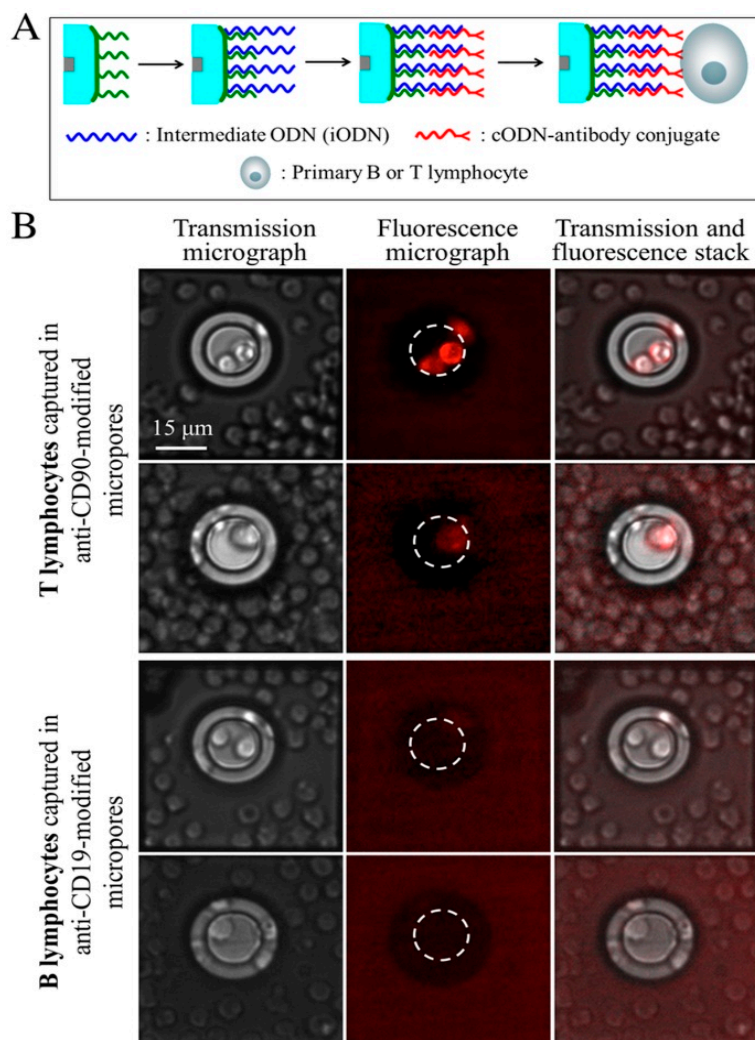 A
: Intermediate ODN (iODN) : cODN-antibody conjugate
: Primary B or T lymphocyte
B
Transmission micrograph
Fluorescence micrograph
Transmission and fluorescence stack
T lymphocytes captured in
anti-CD90-modified
micropores
15 μm
B lymphocytes captured in
anti-CD19-modified
micropores